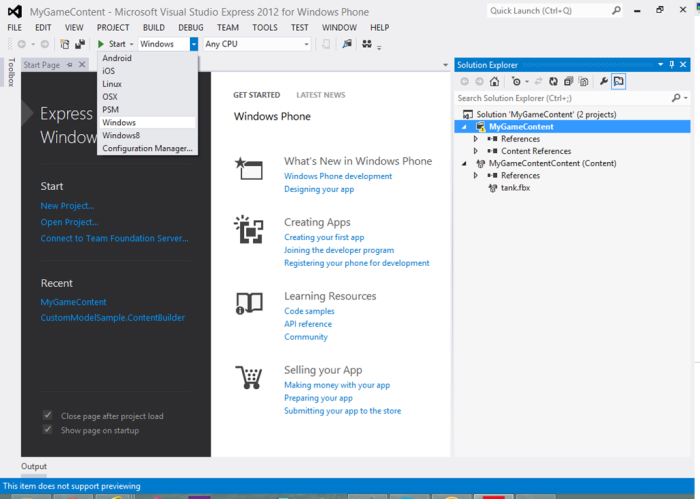 MyGameContent - Microsoft Visual Studio Express 2012 for Windows Phone
Quick Launch (Ctrl+Q)
FILE EDIT VIEW PROJECT BUILD DEBUG TEAM TOOLS TEST WINDOW HELP
Start Windows Any CPU
Toolbox
Start Page
Android
iOS
Linux
OSX
PSM
Windows
Windows8
Configuration Manager...
Express
Window
Start
New Project...
Open Project...
Connect to Team Foundation Server...
Recent
MyGameContent
CustomModelSample.ContentBuilder
Close page after project load
Show page on startup
GET STARTED LATEST NEWS
Windows Phone
What's New in Windows Phone
Windows Phone development
Designing your app
Creating Apps
Creating your first app
Joining the developer program
Registering your phone for development
Learning Resources
Code samples
API reference
Community
Selling your App
Making money with your app
Preparing your app
Submitting your app to the store
Solution Explorer
Search Solution Explorer (Ctrl+;)
Solution 'MyGameContent' (2 projects)
MyGameContent
References
Content References
MyGameContentContent (Content)
References
tank.fbx
Output
This item does not support previewing